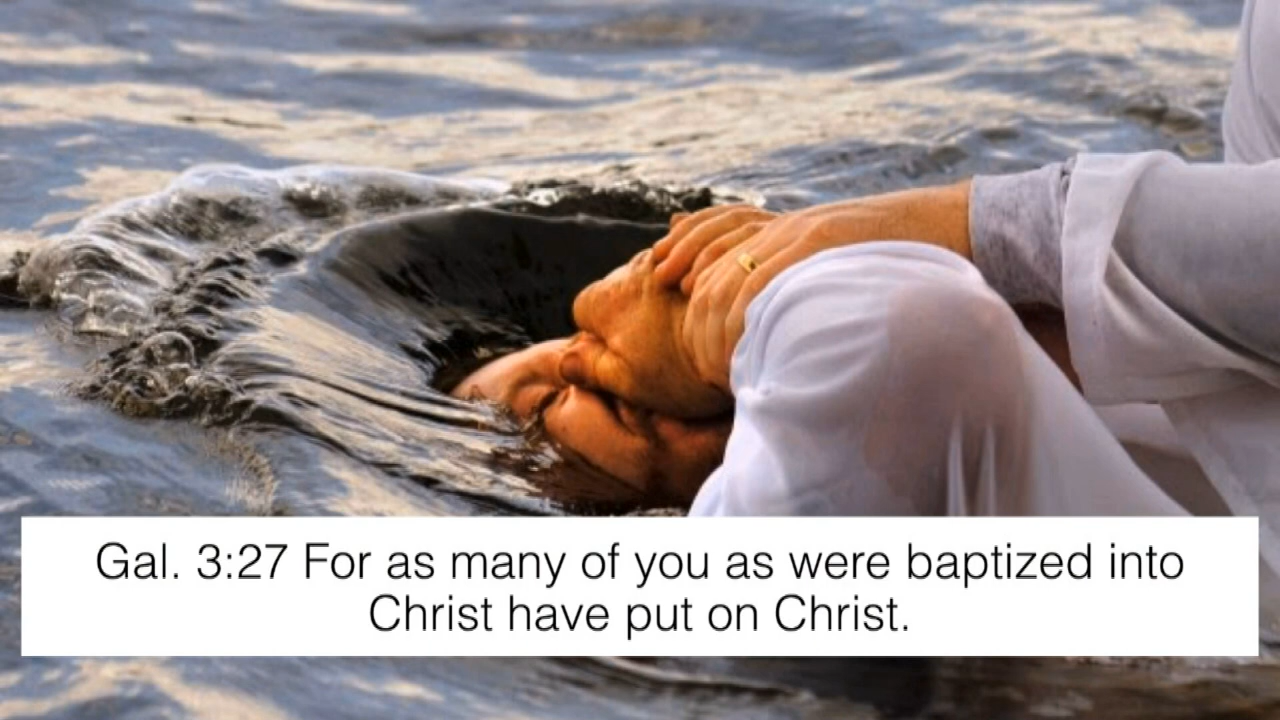 Gal. 3:27 For as many of you as were baptized into
Christ have put on Christ.